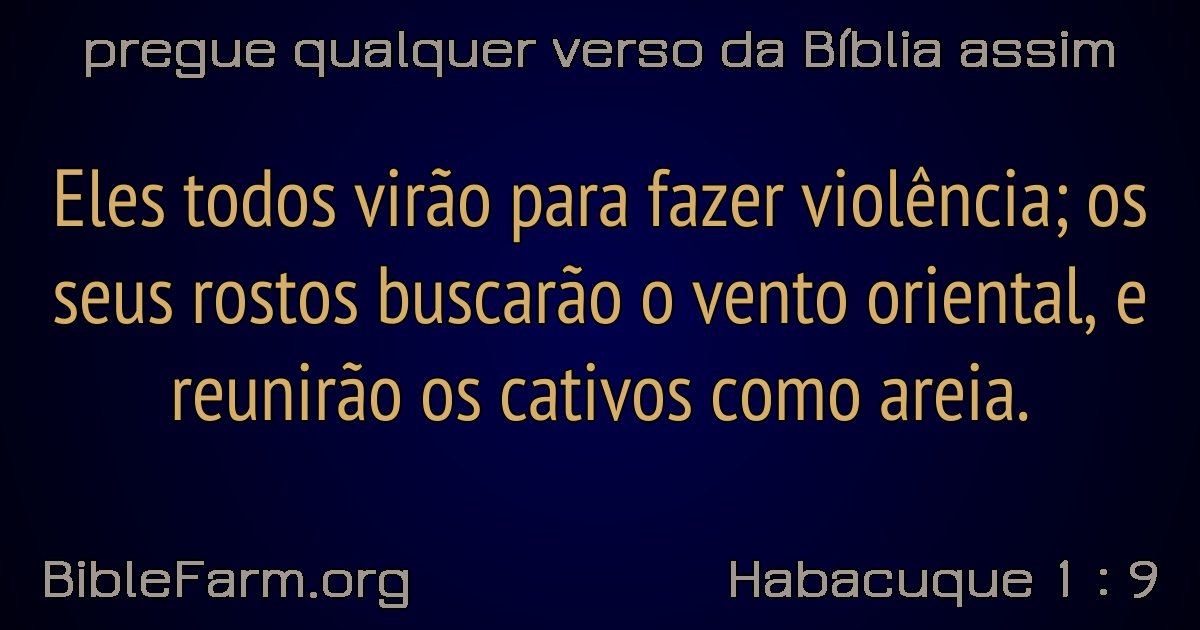 pregue qualquer verso da Bíblia assim
Eles todos virão para fazer violência; os
seus rostos buscarão o vento oriental, e
reunirão os cativos como areia.
BibleFarm.org
Habacuque 1 : 9